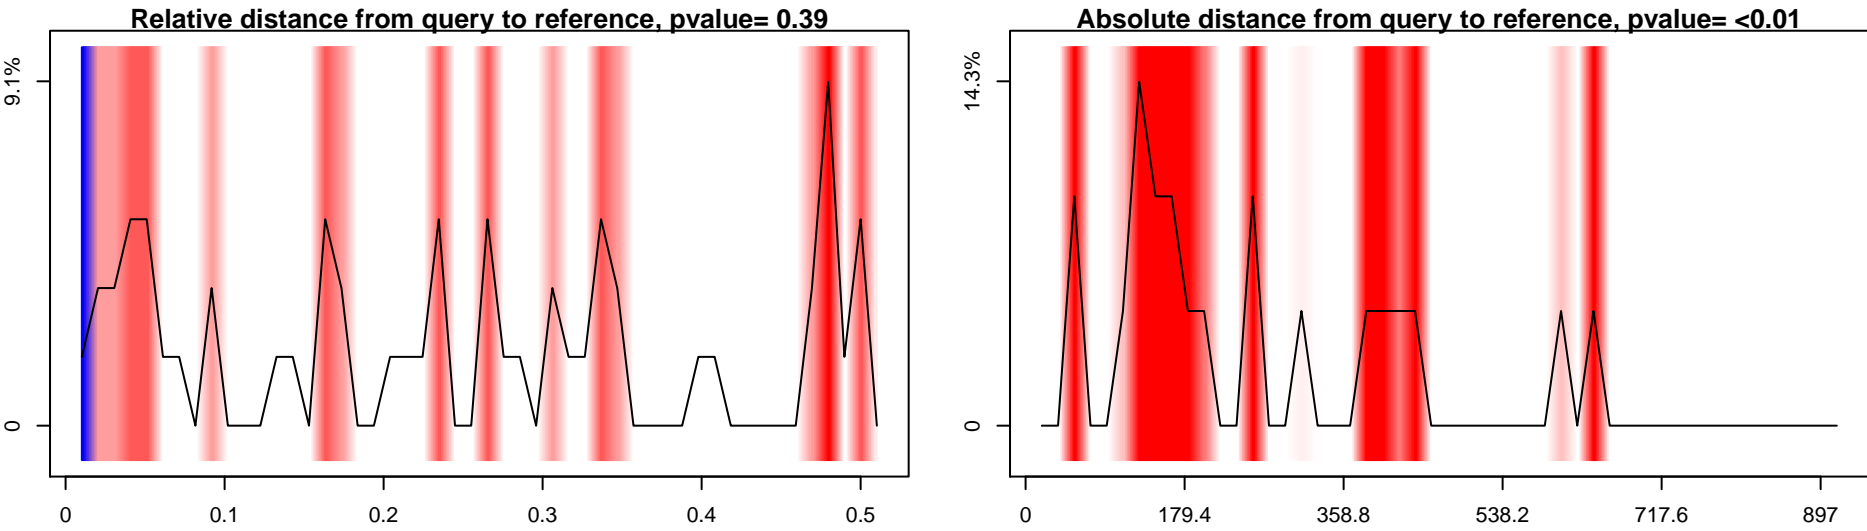 Relative distance from query to reference, pvalue= 0.39
9.1%
0
0 0.1 0.2 0.3 0.4 0.5
Absolute distance from query to reference, pvalue= <0.01
14.3%
0
0 179.4 358.8 538.2 717.6 897